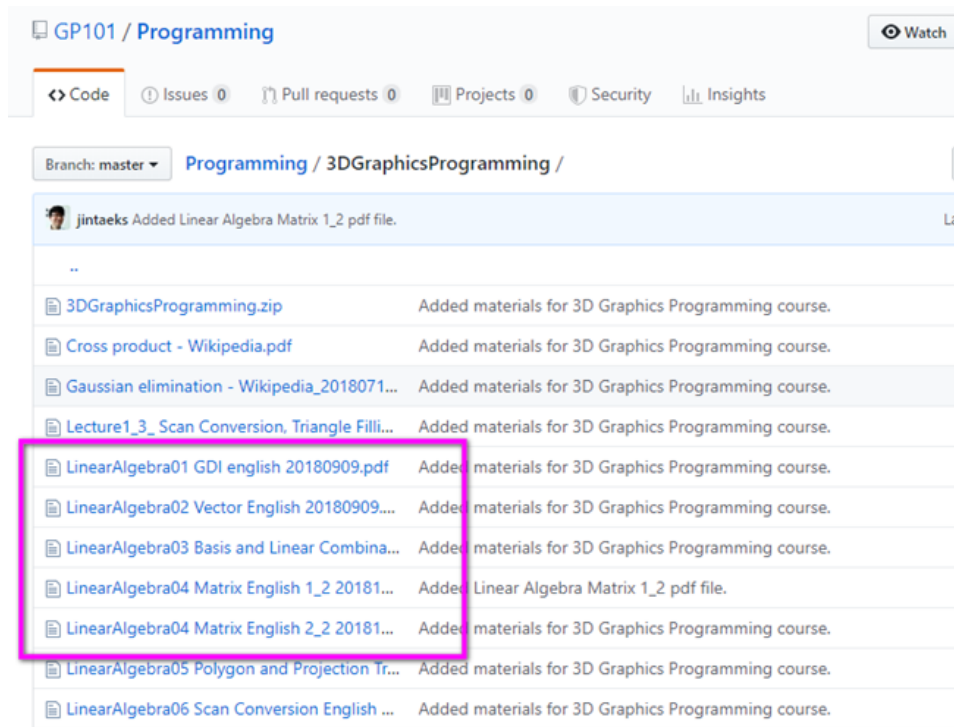 GP101 / Programming
Watch
Code Issues 0 Pull requests 0 Projects 0 Security Insights
Branch: master Programming / 3DGraphicsProgramming /
jintaeks Added Linear Algebra Matrix 1_2 pdf file. La
..
3DGraphicsProgramming.zip Added materials for 3D Graphics Programming course.
Cross product - Wikipedia.pdf Added materials for 3D Graphics Programming course.
Gaussian elimination - Wikipedia_2018071... Added materials for 3D Graphics Programming course.
Lecture1_3_ Scan Conversion, Triangle Filli... Added materials for 3D Graphics Programming course.
LinearAlgebra01 GDI english 20180909.pdf Added materials for 3D Graphics Programming course.
LinearAlgebra02 Vector English 20180909.... Added materials for 3D Graphics Programming course.
LinearAlgebra03 Basis and Linear Combina... Added materials for 3D Graphics Programming course.
LinearAlgebra04 Matrix English 1_2 20181... Added Linear Algebra Matrix 1_2 pdf file.
LinearAlgebra04 Matrix English 2_2 20181... Added materials for 3D Graphics Programming course.
LinearAlgebra05 Polygon and Projection Tr... Added materials for 3D Graphics Programming course.
LinearAlgebra06 Scan Conversion English ... Added materials for 3D Graphics Programming course.